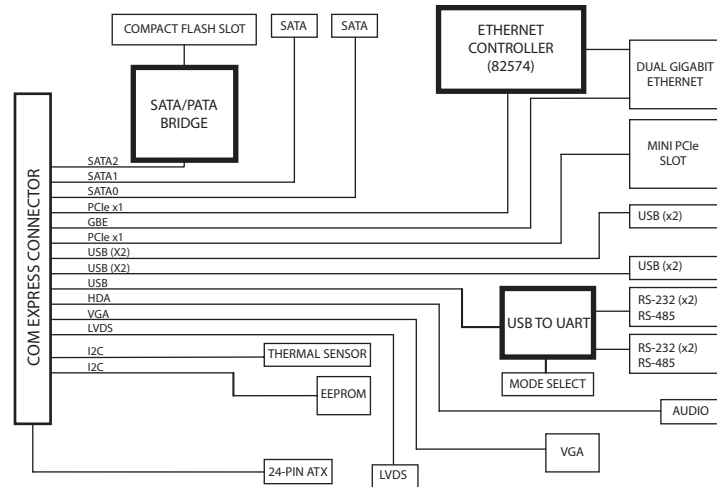 COMPACT FLASH SLOT
SATA
SATA
ETHERNET
CONTROLLER
(82574)
DUAL GIGABIT
ETHERNET
SATA/PATA
BRIDGE
MINI PCIe
SLOT
COM EXPRESS CONNECTOR
SATA2
SATA1
SATA0
PCIe x1
GBE
PCIe x1
USB (X2)
USB (X2)
USB
HDA
VGA
LVDS
I2C
I2C
USB (x2)
USB (x2)
USB TO UART
RS-232 (x2)
RS-485
RS-232 (x2)
RS-485
MODE SELECT
THERMAL SENSOR
EEPROM
AUDIO
VGA
24-PIN ATX
LVDS